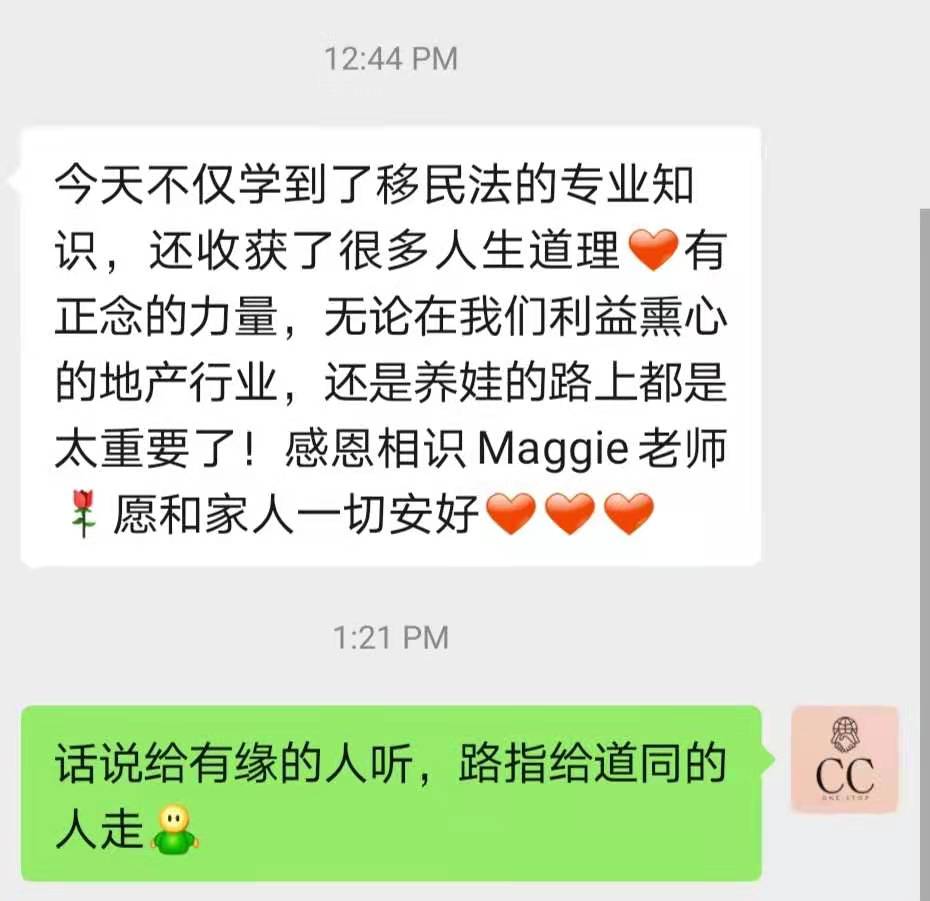 12:44 PM
今天不仅学到了移民法的专业知
识，还收获了很多人生道理❤️有
正念的力量，无论在我们利益熏心
的地产行业，还是养娃的路上都是
太重要了！感恩相识 Maggie 老师
🌹愿和家人一切安好❤️❤️❤️
1:21 PM
话说给有缘的人听，路指给道同的
人走
CC
ONE STOP